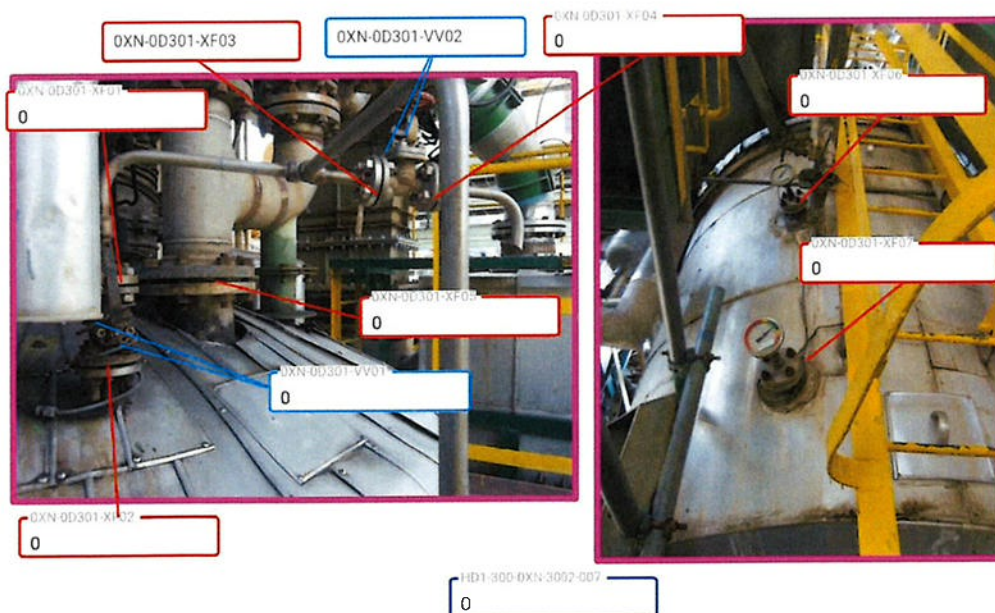 0XN-0D301-XF03
0XN-0D301-VV02
0XN-0D301-XF04
0
0XN-0D301-XF01
0
0XN-0D301-XF06
0
0XN-0D301-XF07
0
0XN-0D301-XF05
0
0XN-0D301-VV01
0
0XN-0D301-XF02
0
HD1-300-0XN-3002-007
0